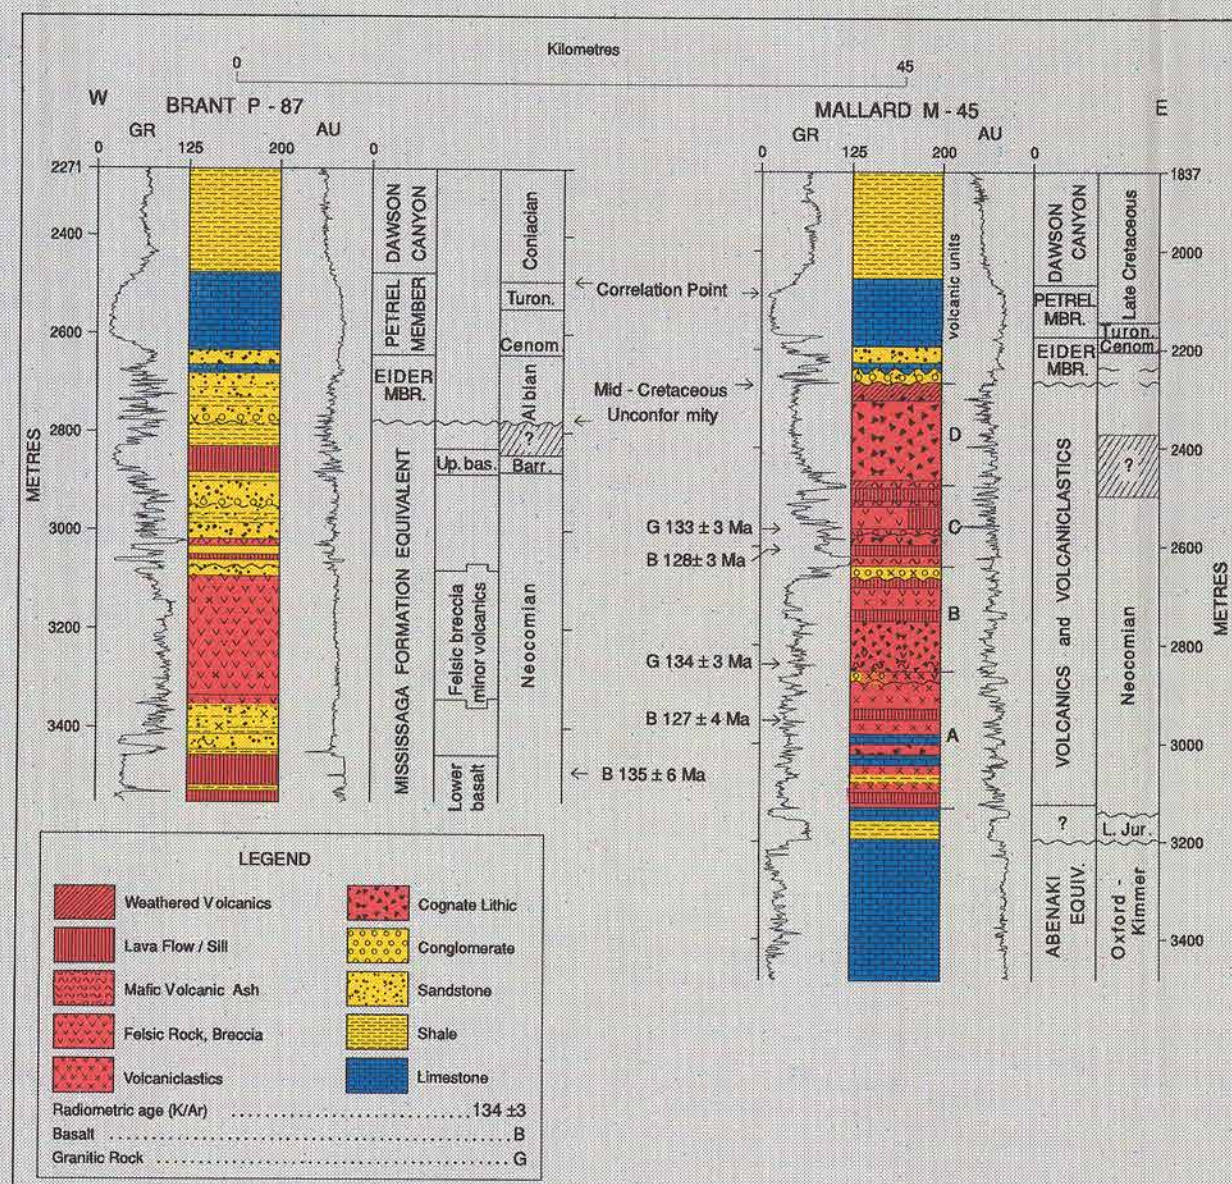 Kilometres
0 45
W BRANT P - 87 MALLARD M - 45 E
GR AU GR AU
0 125 200 0 0 125 200 0
2271
2400
2600
2800
3000
3200
3400
METRES
DAWSON
CANYON
PETREL
MEMBER
EIDER
MBR.
MISSISSAGA FORMATION EQUIVALENT
Up. bas.
Felsic breccia
minor volcanics
Lower
basalt
Coniacian
Turon.
Cenom.
Albian
?
Barr.
Neocomian
Correlation Point
Mid - Cretaceous
Unconfor mity
G 133 ± 3 Ma
B 128± 3 Ma
G 134 ± 3 Ma
B 127 ± 4 Ma
B 135 ± 6 Ma
volcanic units
D
C
B
A
DAWSON
CANYON
PETREL
MBR.
EIDER
MBR.
VOLCANICS and VOLCANICLASTICS
?
ABENAKI
EQUIV.
Late Cretaceous
Turon.
Cenom.
?
Neocomian
L. Jur.
Oxford -
Kimmer
1837
2000
2200
2400
2600
2800
3000
3200
3400
METRES
LEGEND
Weathered Volcanics Cognate Lithic
Lava Flow / Sill Conglomerate
Mafic Volcanic Ash Sandstone
Felsic Rock, Breccia Shale
Volcaniclastics Limestone
Radiometric age (K/Ar) ........................ 134 ±3
Basalt ........................................ B
Granitic Rock ................................. G